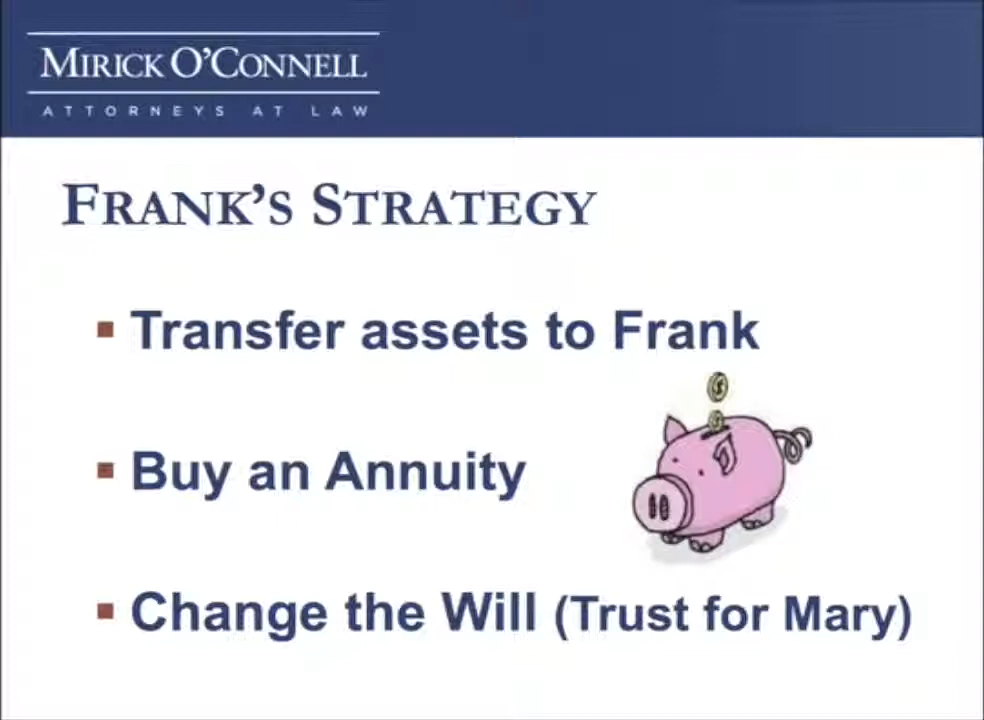 MIRICK O'CONNELL
ATTORNEYS AT LAW
FRANK'S STRATEGY
Transfer assets to Frank
Buy an Annuity
Change the Will (Trust for Mary)